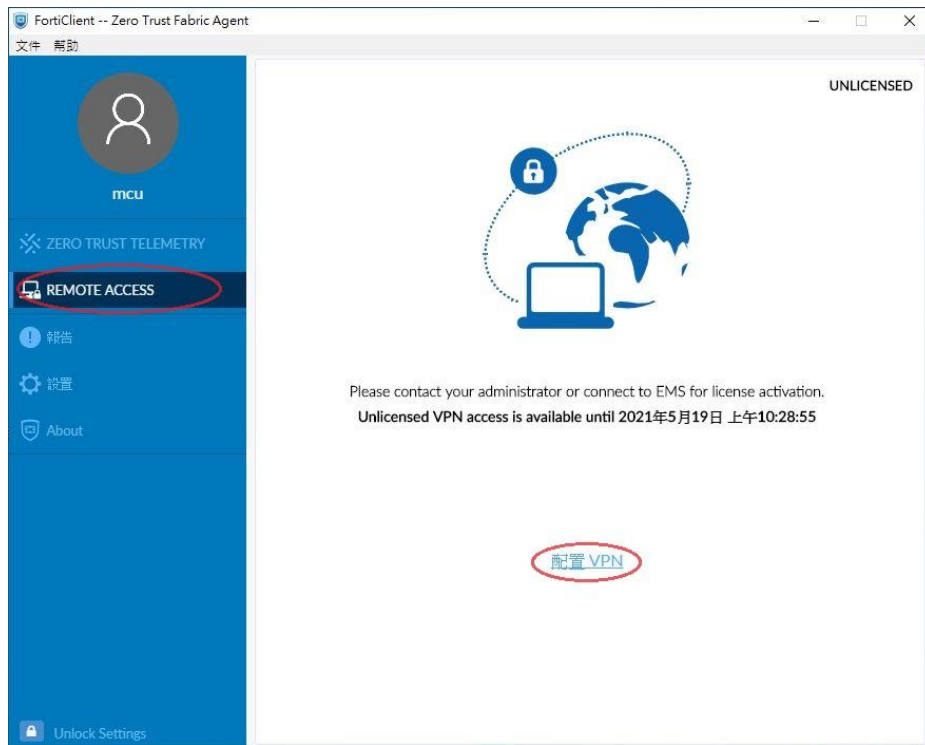 FortiClient -- Zero Trust Fabric Agent
文件 幫助
UNLICENSED
mcu
ZERO TRUST TELEMETRY
REMOTE ACCESS
報告
設置
About
Please contact your administrator or connect to EMS for license activation.
Unlicensed VPN access is available until 2021年5月19日 上午10:28:55
配置 VPN
Unlock Settings